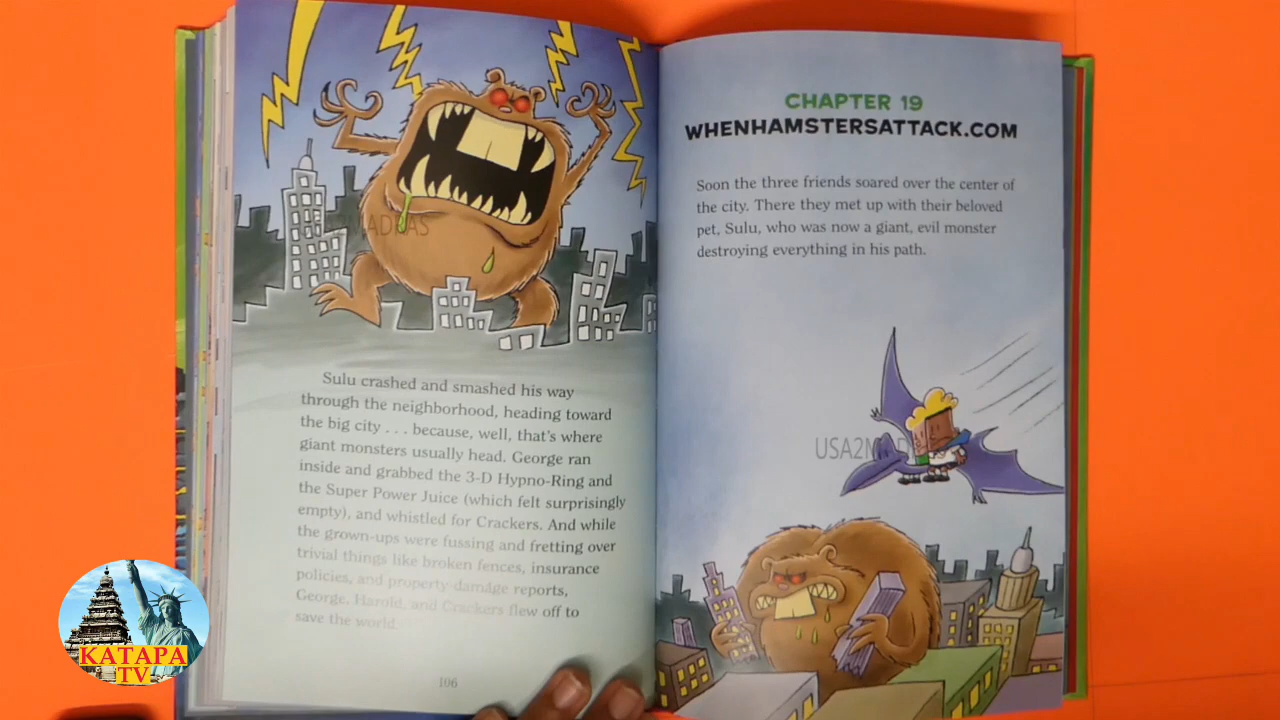 Sulu crashed and smashed his way
through the neighborhood, heading toward
the big city . . . because, well, that's where
giant monsters usually head. George ran
inside and grabbed the 3-D Hypno-Ring and
the Super Power Juice (which felt surprisingly
empty), and whistled for Crackers. And while
the grown-ups were fussing and fretting over
trivial things like broken fences, insurance
policies, and property damage reports,
George, Harold, and Crackers flew off to
save the world.
106
CHAPTER 19
WHENHAMSTERSATTACK.COM
Soon the three friends soared over the center of
the city. There they met up with their beloved
pet, Sulu, who was now a giant, evil monster
destroying everything in his path.
KATAPA
TV